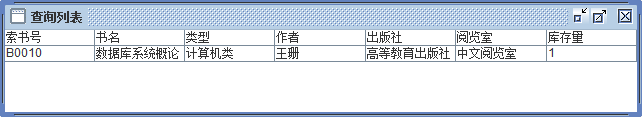 查询列表
索书号 书名 类型 作者 出版社 阅览室 库存量
B0010 数据库系统概论 计算机类 王珊 高等教育出版社 中文阅览室 1